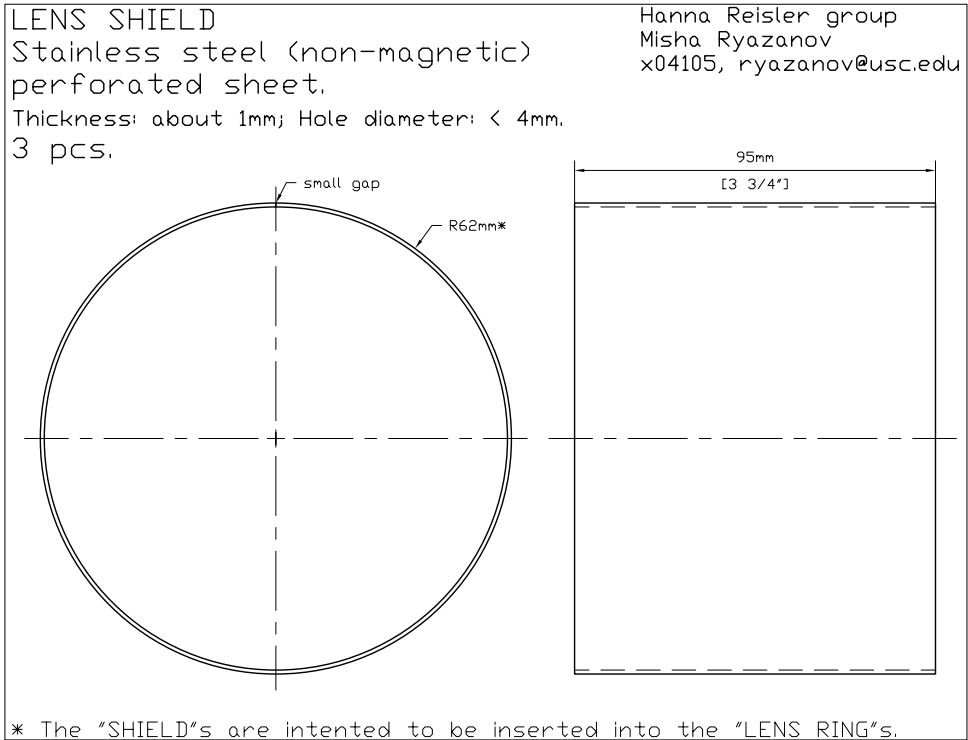 LENS SHIELD
Stainless steel (non-magnetic)
perforated sheet.
Thickness: about 1mm; Hole diameter: < 4mm.
3 pcs.
Hanna Reisler group
Misha Ryazanov
x04105, ryazanov@usc.edu
small gap
R62mm*
95mm
[3 3/4"]
* The "SHIELD"s are intented to be inserted into the "LENS RING"s.